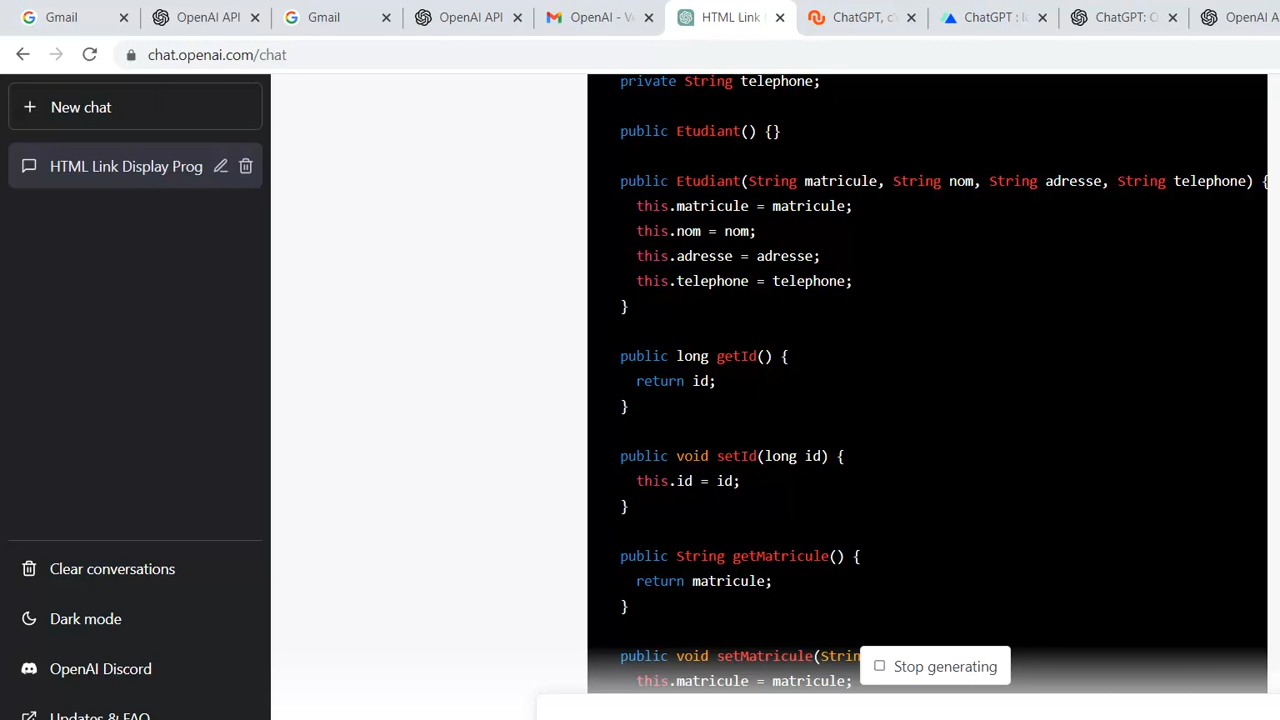 Gmail
OpenAI API
Gmail
OpenAI API
OpenAI - Ve
HTML Link
ChatGPT, c'
ChatGPT : l
ChatGPT: O
OpenAI A
chat.openai.com/chat
New chat
HTML Link Display Prog
Clear conversations
Dark mode
OpenAI Discord
Updates & FAQ
private String telephone;
public Etudiant() {}
public Etudiant(String matricule, String nom, String adresse, String telephone) {
this.matricule = matricule;
this.nom = nom;
this.adresse = adresse;
this.telephone = telephone;
}
public long getId() {
return id;
}
public void setId(long id) {
this.id = id;
}
public String getMatricule() {
return matricule;
}
public void setMatricule(Strin
this.matricule = matricule;
Stop generating